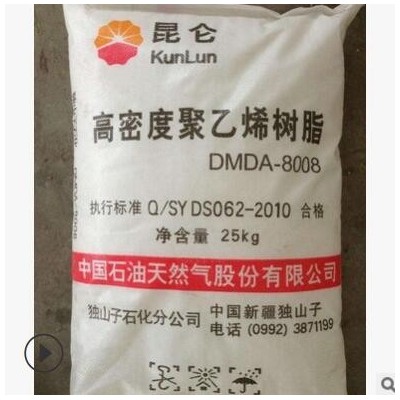 昆仑
KunLun
高密度聚乙烯树脂
DMDA-8008
执行标准 Q/SY DS062-2010 合格
净含量 25kg
中国石油天然气股份有限公司
独山子石化分公司 中国新疆独山子
电话 (0992) 3871199